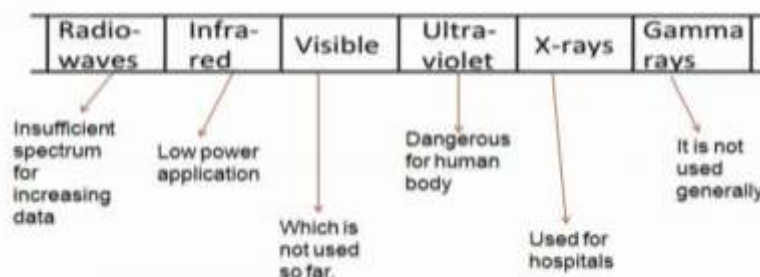 Radio-
waves
Infra-
red
Visible
Ultra-
violet
X-rays
Gamma
rays
Insufficient
spectrum
for
increasing
data
Low power
application
Which is
not used
so far.
Dangerous
for human
body
Used for
hospitals
It is not
used
generally